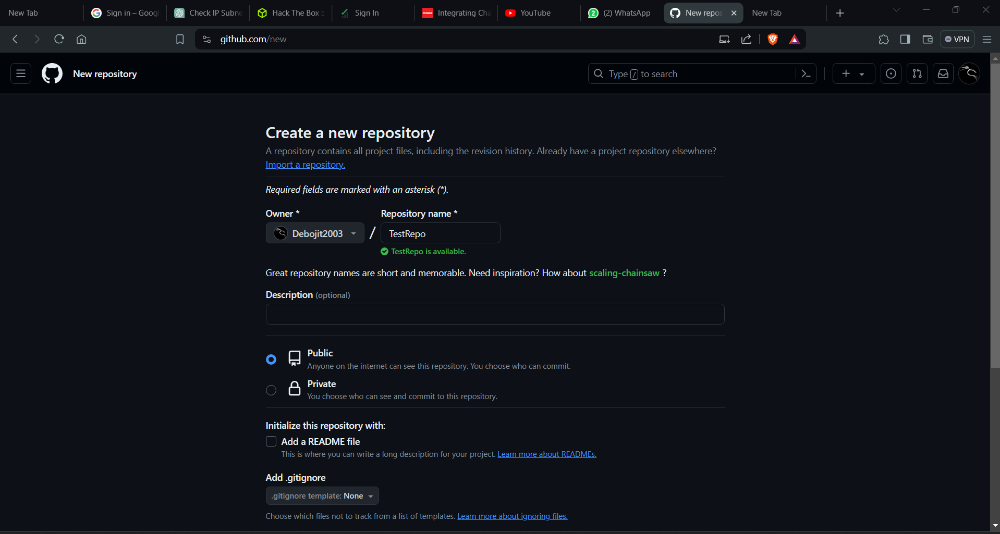 New Tab
Sign in – Googl
Check IP Subne
Hack The Box ::
Sign In
Integrating Cha
YouTube
2 (2) WhatsApp
New repos
New Tab
github.com/new
VPN
New repository
Type / to search
Create a new repository
A repository contains all project files, including the revision history. Already have a project repository elsewhere?
Import a repository.
Required fields are marked with an asterisk (*).
Owner * Repository name *
Debojit2003 / TestRepo
TestRepo is available.
Great repository names are short and memorable. Need inspiration? How about scaling-chainsaw ?
Description (optional)
Public
Anyone on the internet can see this repository. You choose who can commit.
Private
You choose who can see and commit to this repository.
Initialize this repository with:
Add a README file
This is where you can write a long description for your project. Learn more about READMEs.
Add .gitignore
.gitignore template: None
Choose which files not to track from a list of templates. Learn more about ignoring files.